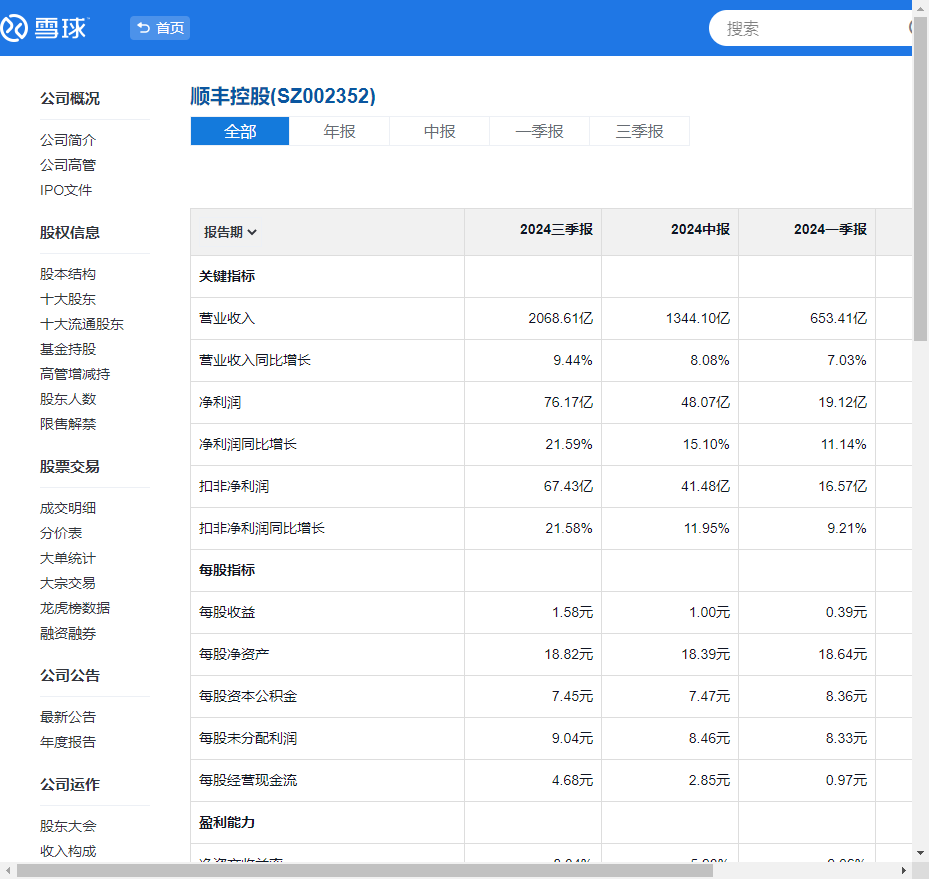 雪球 首页 搜索
公司概况
公司简介
公司高管
IPO文件
股权信息
股本结构
十大股东
十大流通股东
基金持股
高管增减持
股东人数
限售解禁
股票交易
成交明细
分价表
大单统计
大宗交易
龙虎榜数据
融资融券
公司公告
最新公告
年度报告
公司运作
股东大会
收入构成
顺丰控股(SZ002352)
全部 年报 中报 一季报 三季报
报告期 2024三季报 2024中报 2024一季报
关键指标
营业收入 2068.61亿 1344.10亿 653.41亿
营业收入同比增长 9.44% 8.08% 7.03%
净利润 76.17亿 48.07亿 19.12亿
净利润同比增长 21.59% 15.10% 11.14%
扣非净利润 67.43亿 41.48亿 16.57亿
扣非净利润同比增长 21.58% 11.95% 9.21%
每股指标
每股收益 1.58元 1.00元 0.39元
每股净资产 18.82元 18.39元 18.64元
每股资本公积金 7.45元 7.47元 8.36元
每股未分配利润 9.04元 8.46元 8.33元
每股经营现金流 4.68元 2.85元 0.97元
盈利能力